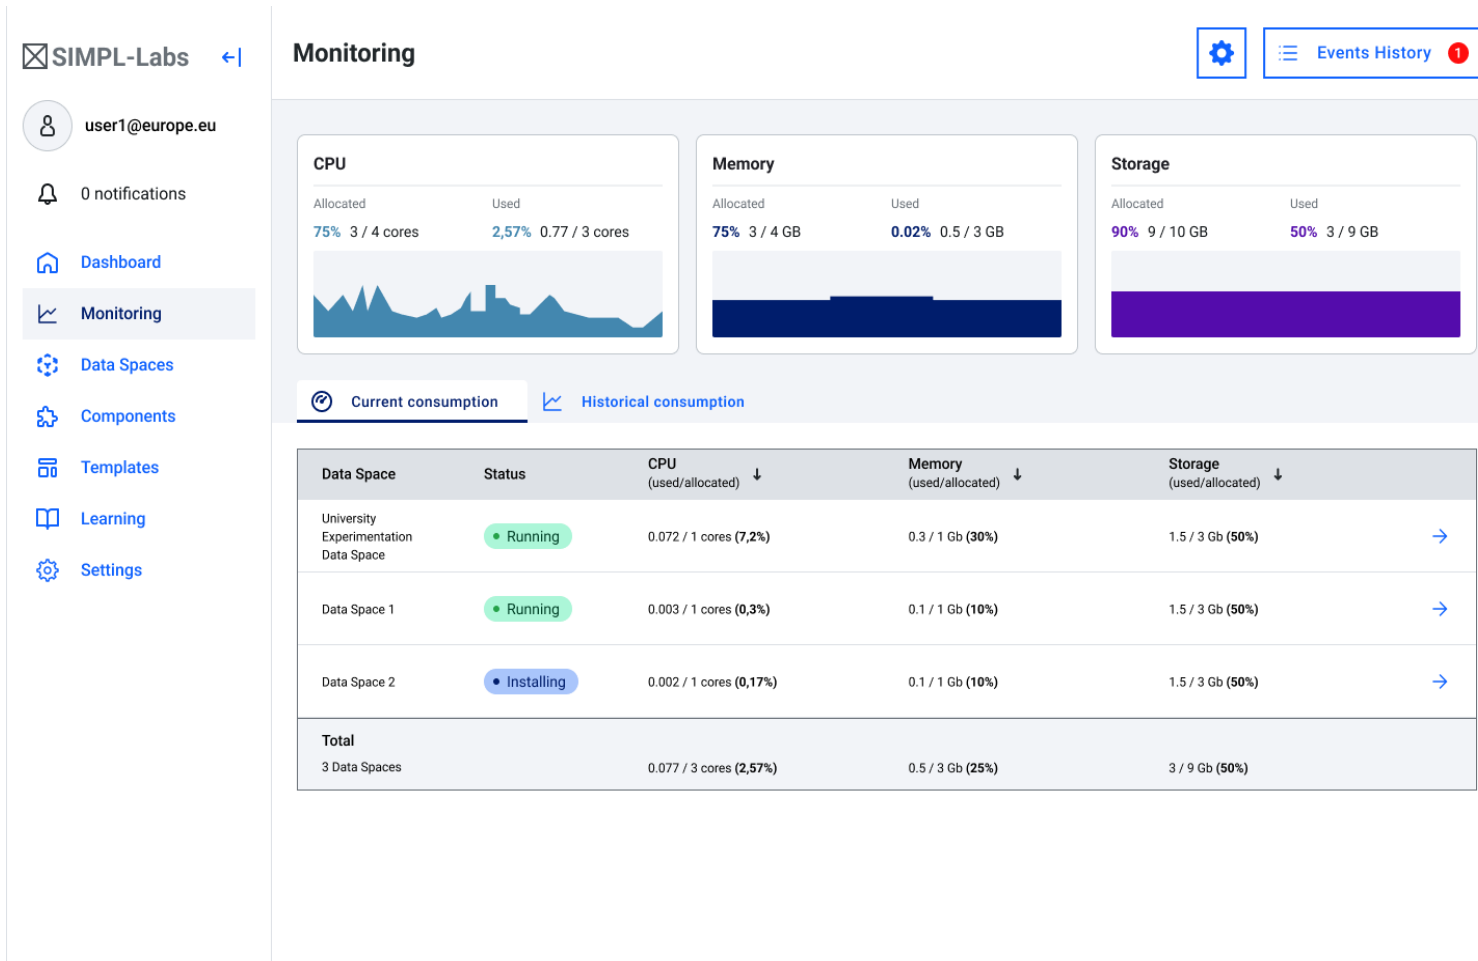 SIMPL-Labs
user1@europe.eu
0 notifications
Dashboard
Monitoring
Data Spaces
Components
Templates
Learning
Settings
Monitoring
Events History 1
CPU
Allocated Used
75% 3 / 4 cores 2,57% 0.77 / 3 cores
Memory
Allocated Used
75% 3 / 4 GB 0.02% 0.5 / 3 GB
Storage
Allocated Used
90% 9 / 10 GB 50% 3 / 9 GB
Current consumption Historical consumption
Data Space Status CPU (used/allocated) Memory (used/allocated) Storage (used/allocated)
University
Experimentation
Data Space
Running 0.072 / 1 cores (7,2%) 0.3 / 1 Gb (30%) 1.5 / 3 Gb (50%)
Data Space 1 Running 0.003 / 1 cores (0,3%) 0.1 / 1 Gb (10%) 1.5 / 3 Gb (50%)
Data Space 2 Installing 0.002 / 1 cores (0,17%) 0.1 / 1 Gb (10%) 1.5 / 3 Gb (50%)
Total
3 Data Spaces 0.077 / 3 cores (2,57%) 0.5 / 3 Gb (25%) 3 / 9 Gb (50%)